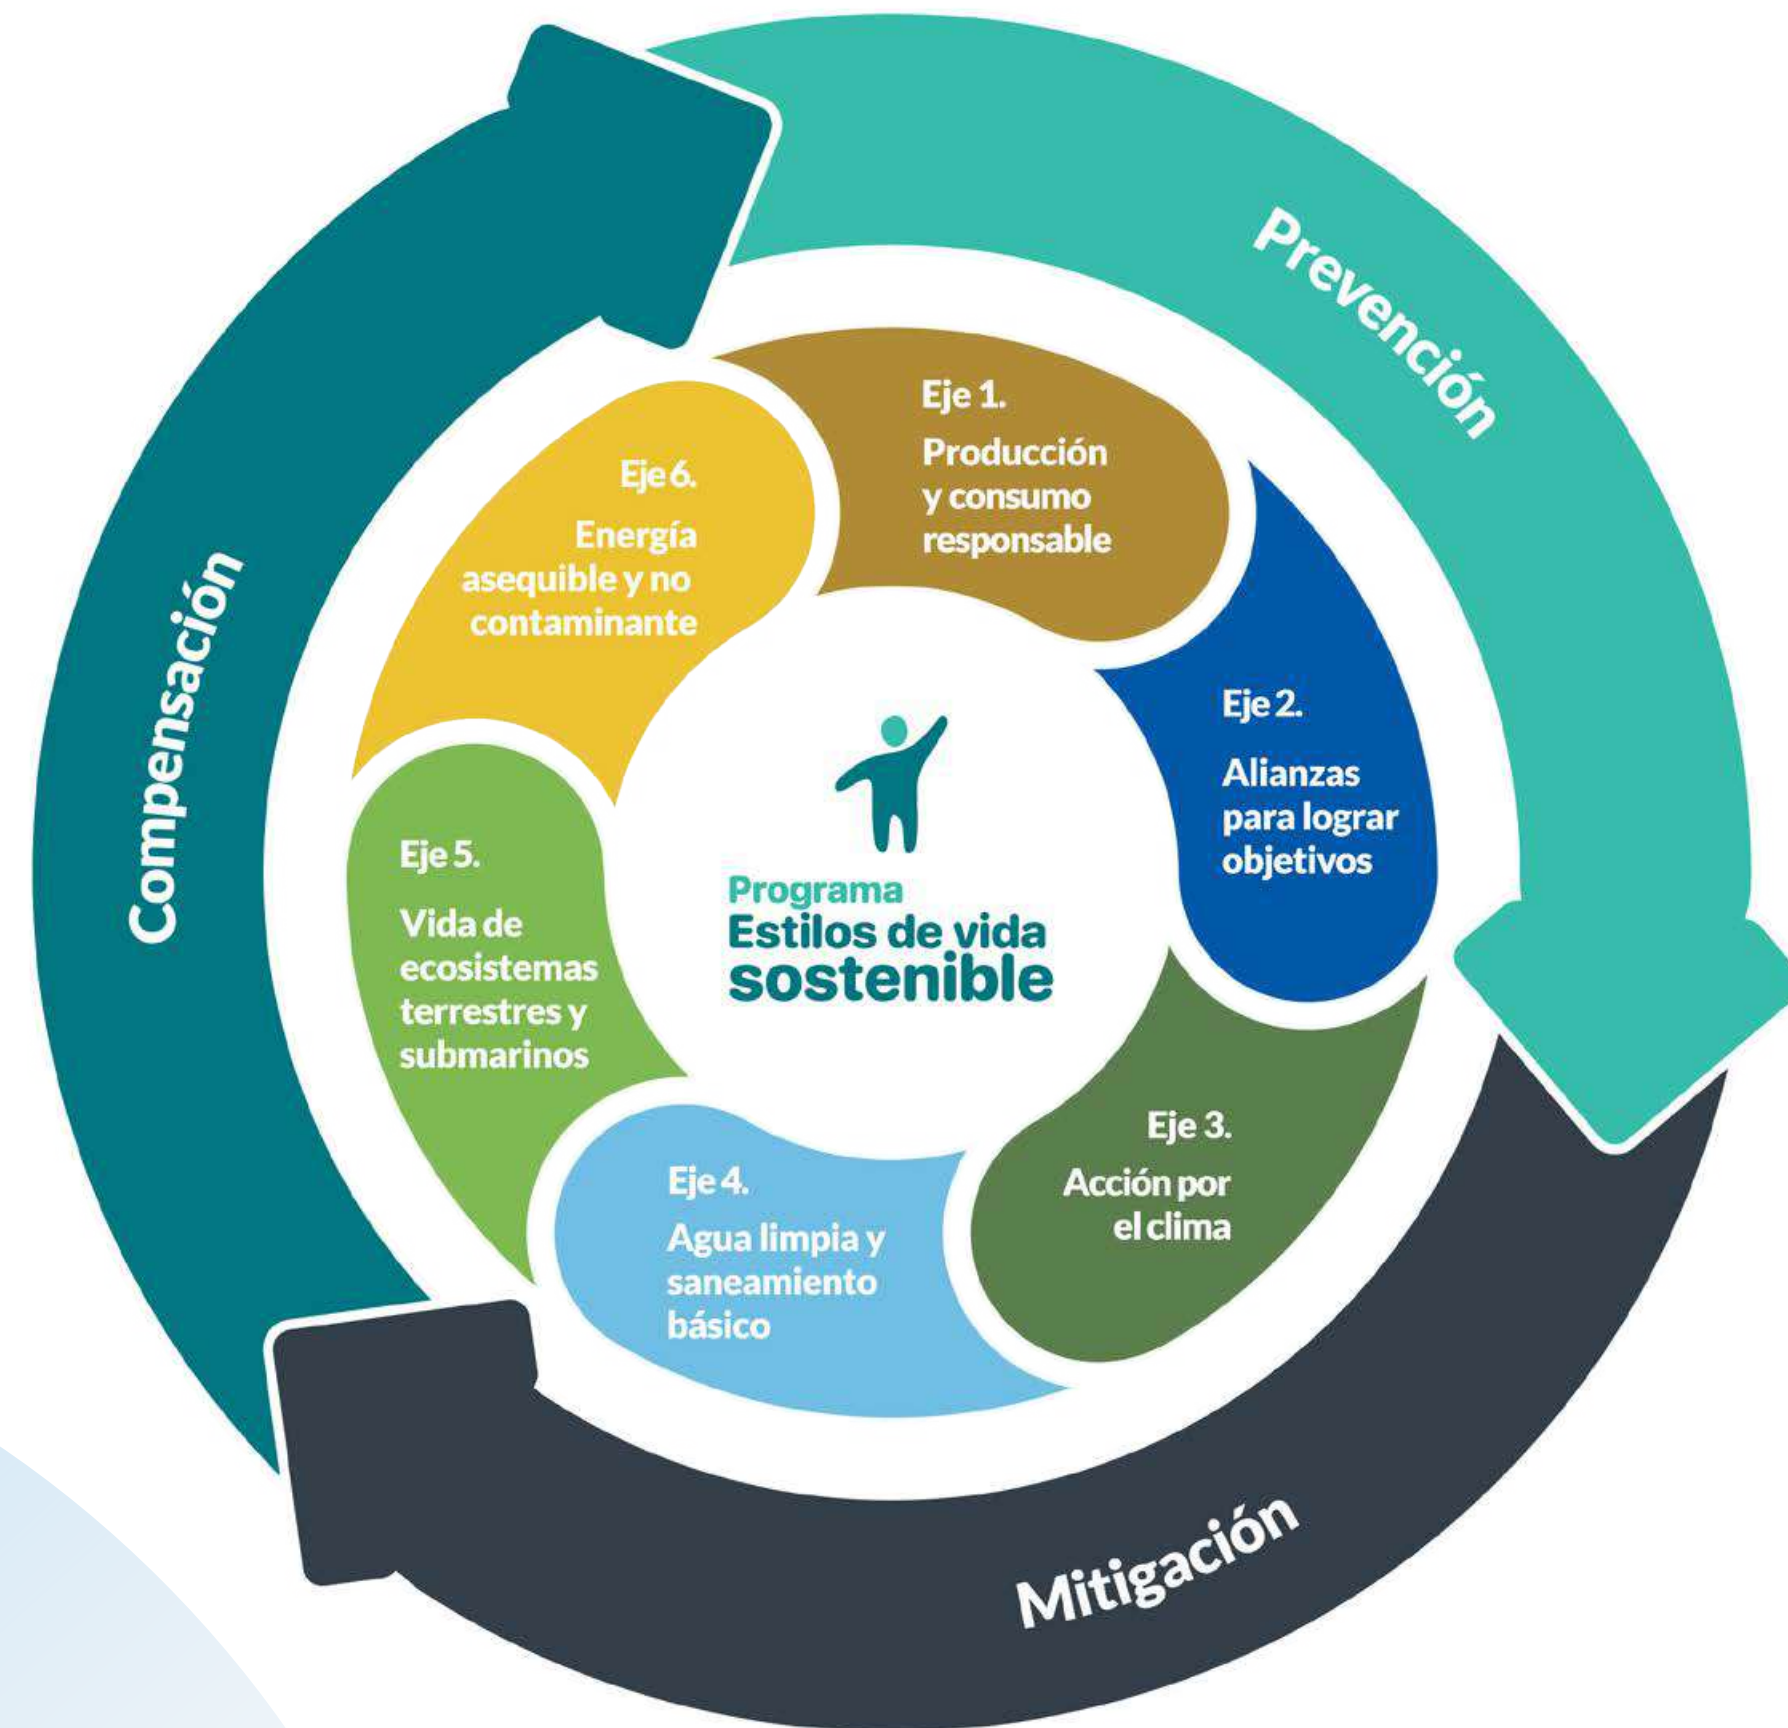 Prevención
Eje 1.
Producción
y consumo
responsable
Eje 2.
Alianzas
para lograr
objetivos
Eje 3.
Acción por
el clima
Eje 4.
Agua limpia y
saneamiento
básico
Eje 5.
Vida de
ecosistemas
terrestres y
submarinos
Eje 6.
Energía
asequible y no
contaminante
Programa
Estilos de vida
sostenible
Mitigación
Compensación